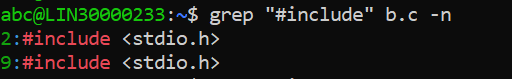 abc@LIN30000233:~$ grep "#include" b.c -n
2:#include <stdio.h>
9:#include <stdio.h>